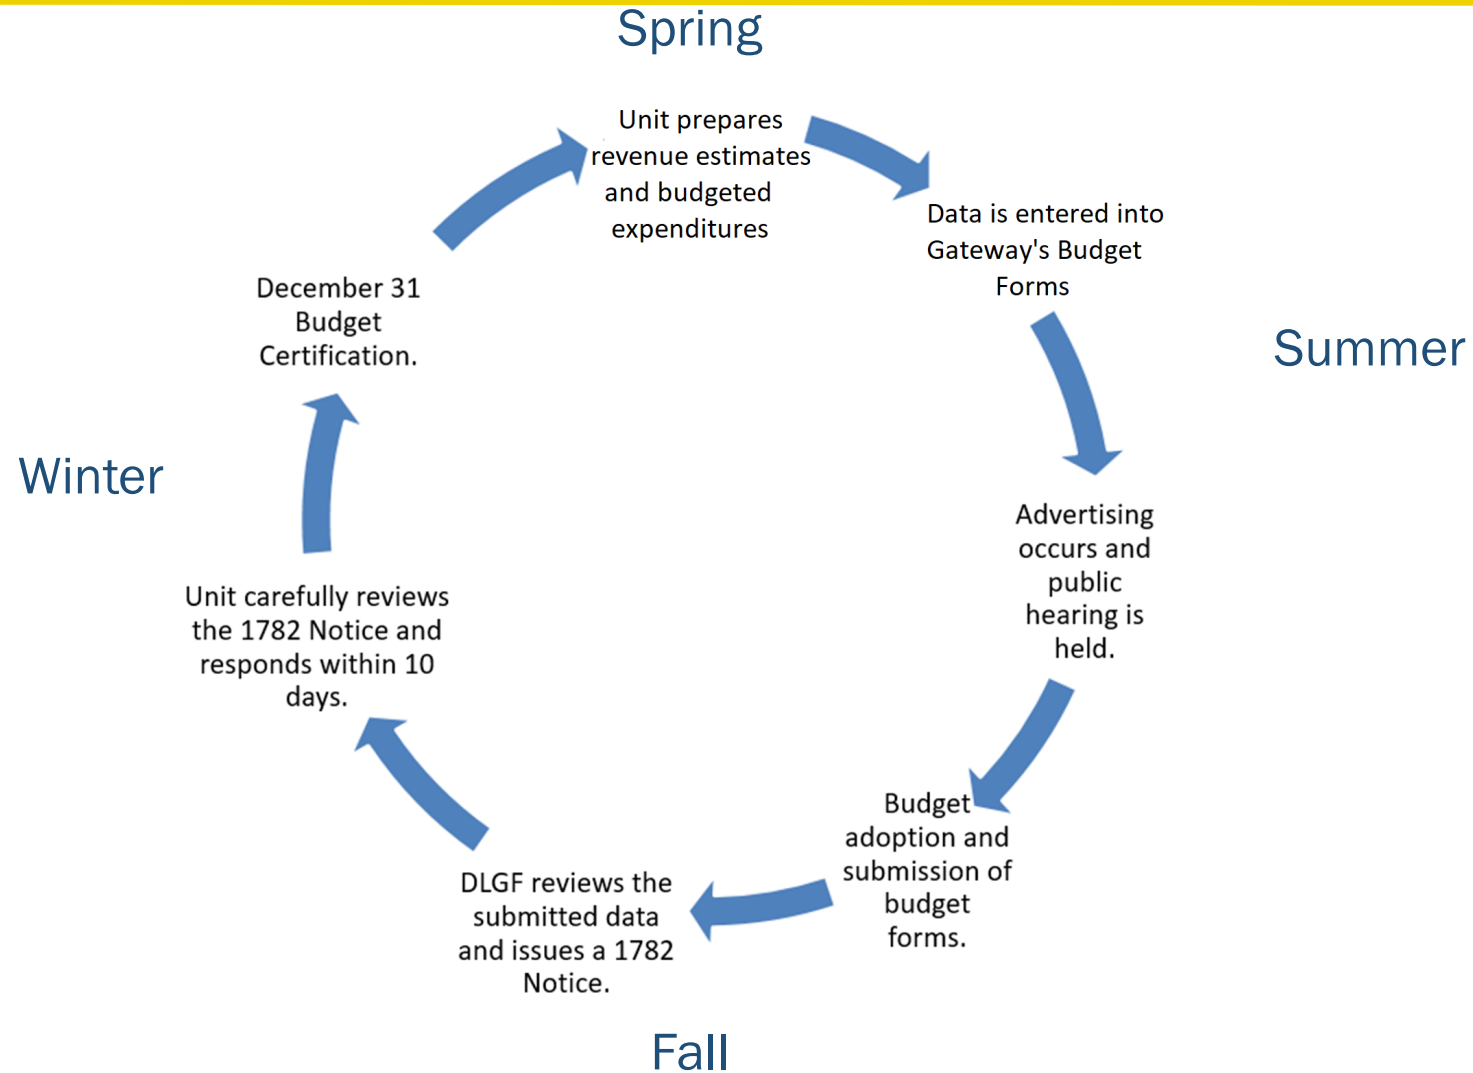 Spring
Unit prepares
revenue estimates
and budgeted
expenditures
Data is entered into
Gateway's Budget
Forms
Summer
Advertising
occurs and
public
hearing is
held.
Budget
adoption and
submission of
budget
forms.
DLGF reviews the
submitted data
and issues a 1782
Notice.
Fall
Unit carefully reviews
the 1782 Notice and
responds within 10
days.
Winter
December 31
Budget
Certification.